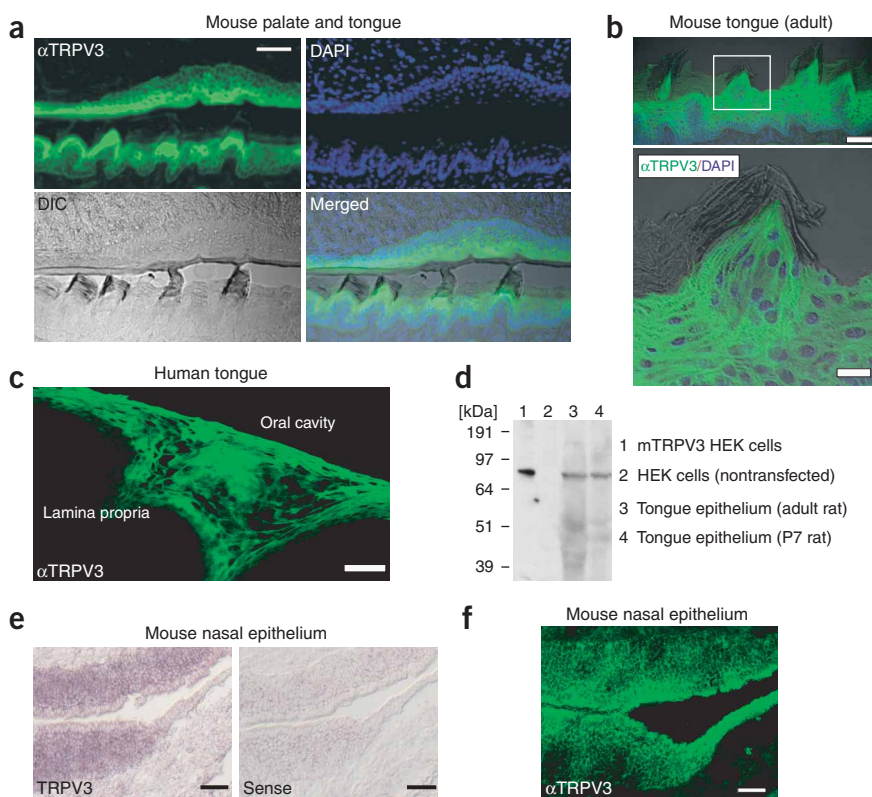 a
Mouse palate and tongue
αTRPV3
DAPI
DIC
Merged
b
Mouse tongue (adult)
αTRPV3/DAPI
c
Human tongue
Oral cavity
Lamina propria
αTRPV3
d
[kDa] 1 2 3 4
191
97
64
51
39
1 mTRPV3 HEK cells
2 HEK cells (nontransfected)
3 Tongue epithelium (adult rat)
4 Tongue epithelium (P7 rat)
e
Mouse nasal epithelium
TRPV3
Sense
f
Mouse nasal epithelium
αTRPV3